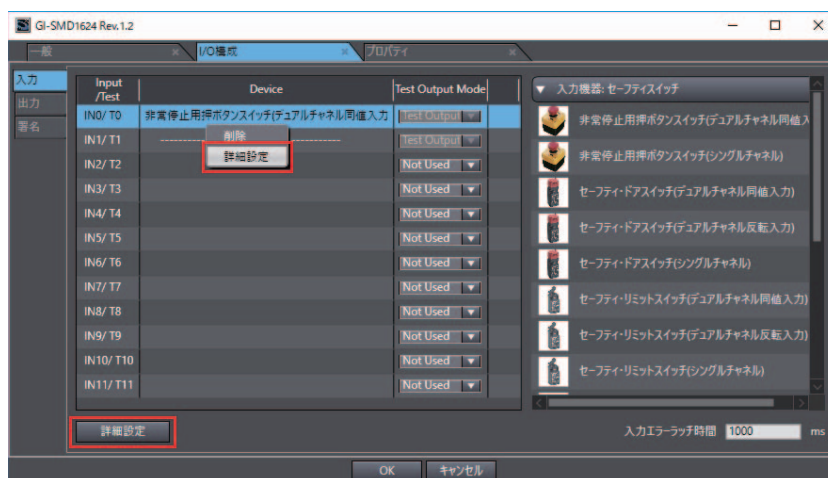 GI-SMD1624 Rev.1.2
一般 I/O構成 プロパティ
入力
出力
署名
Input /Test Device Test Output Mode
IN0/ T0 非常停止用押ボタンスイッチ(デュアルチャネル同値入力 Test Output
IN1/ T1 Test Output
削除
詳細設定
IN2/ T2 Not Used
IN3/ T3 Not Used
IN4/ T4 Not Used
IN5/ T5 Not Used
IN6/ T6 Not Used
IN7/ T7 Not Used
IN8/ T8 Not Used
IN9/ T9 Not Used
IN10/ T10 Not Used
IN11/ T11 Not Used
詳細設定
入力機器: セーフティスイッチ
非常停止用押ボタンスイッチ(デュアルチャネル同値入
非常停止用押ボタンスイッチ(シングルチャネル)
セーフティ・ドアスイッチ(デュアルチャネル同値入力)
セーフティ・ドアスイッチ(デュアルチャネル反転入力)
セーフティ・ドアスイッチ(シングルチャネル)
セーフティ・リミットスイッチ(デュアルチャネル同値入力)
セーフティ・リミットスイッチ(デュアルチャネル反転入力)
セーフティ・リミットスイッチ(シングルチャネル)
入力エラーラッチ時間 1000 ms
OK キャンセル